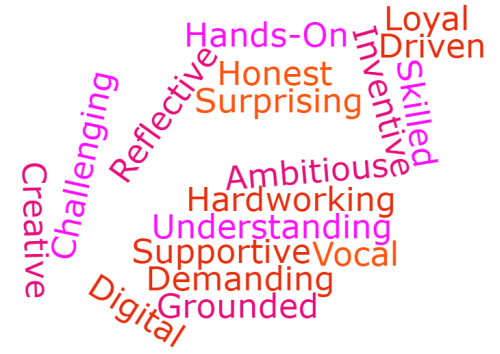 Loyal
Hands-On
Driven
Inventive
Reflective
Honest
Skilled
Surprising
Challenging
Ambitiouse
Creative
Hardworking
Understanding
Supportive
Vocal
Demanding
Digital
Grounded